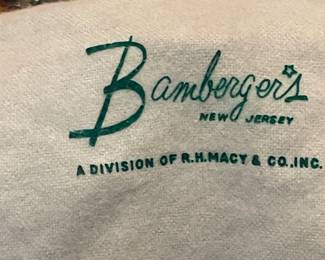 Bamberger's
NEW JERSEY
A DIVISION OF R.H.MACY & CO.,INC.